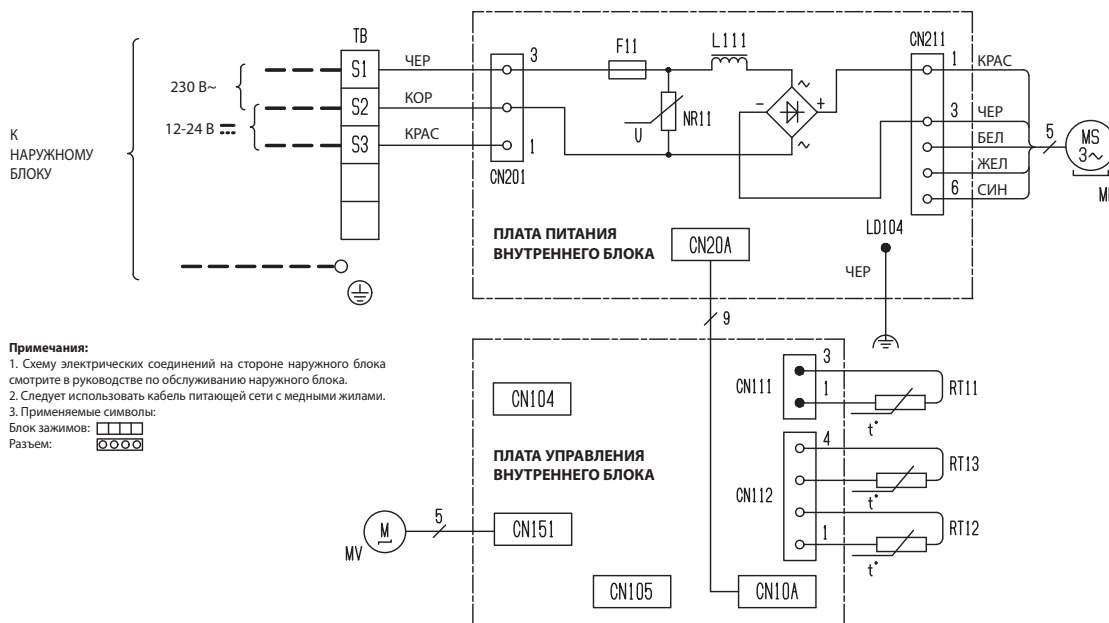 К
НАРУЖНОМУ
БЛОКУ
230 В~
12-24 В
TB
S1
S2
S3
ЧЕР
КОР
КРАС
3
1
CN201
F11
L111
NR11
U
~
−
+
~
CN211
1
3
6
КРАС
ЧЕР
БЕЛ
ЖЕЛ
СИН
5
MS
3~
ПЛАТА ПИТАНИЯ
ВНУТРЕННЕГО БЛОКА
CN20A
LD104
ЧЕР
9
Примечания:
1. Схему электрических соединений на стороне наружного блока
смотрите в руководстве по обслуживанию наружного блока.
2. Следует использовать кабель питающей сети с медными жилами.
3. Применяемые символы:
Блок зажимов:
Разъем:
CN104
CN111
3
1
RT11
t°
ПЛАТА УПРАВЛЕНИЯ
ВНУТРЕННЕГО БЛОКА
CN112
4
1
RT13
t°
RT12
t°
MV
M
5
CN151
CN105
CN10A